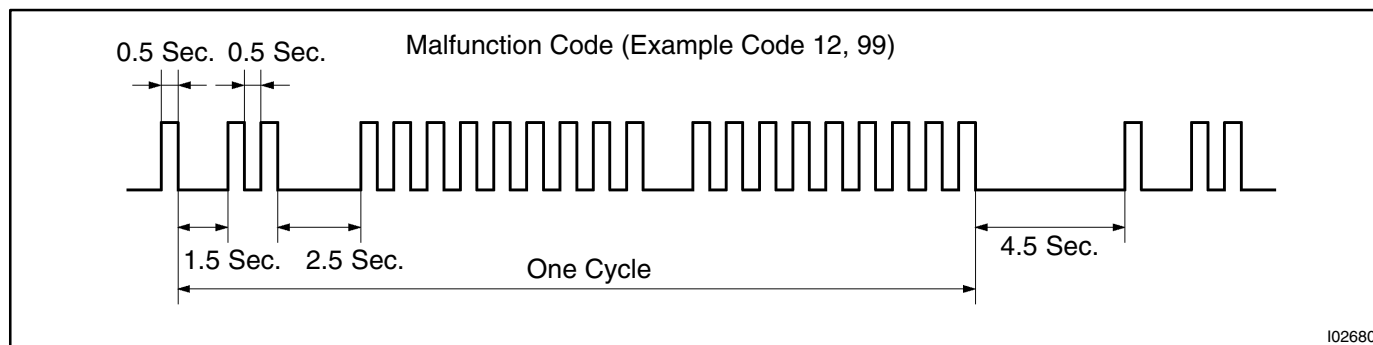 Malfunction Code (Example Code 12, 99)
0.5 Sec.
0.5 Sec.
1.5 Sec.
2.5 Sec.
4.5 Sec.
One Cycle
I02680